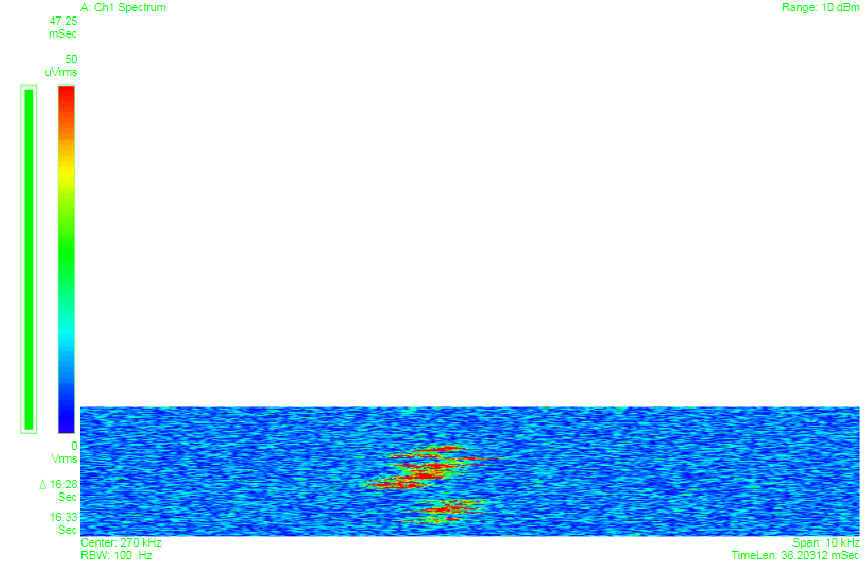 A: Ch1 Spectrum
Range: 10 dBm
47.25
mSec
50
uVrms
0
Vrms
Δ 16.26
Sec
16.33
Sec
Center: 270 kHz
Span: 10 kHz
RBW: 100 Hz
TimeLen: 38.20312 mSec